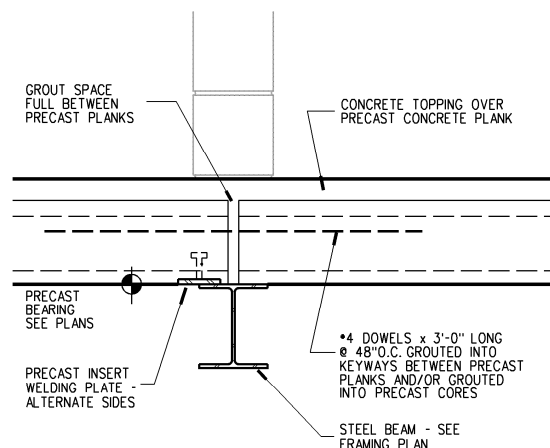 GROUT SPACE
FULL BETWEEN
PRECAST PLANKS
CONCRETE TOPPING OVER
PRECAST CONCRETE PLANK
PRECAST
BEARING
SEE PLANS
PRECAST INSERT
WELDING PLATE -
ALTERNATE SIDES
•4 DOWELS x 3'-0" LONG
@ 48"O.C. GROUTED INTO
KEYWAYS BETWEEN PRECAST
PLANKS AND/OR GROUTED
INTO PRECAST CORES
STEEL BEAM - SEE
FRAMING PLAN